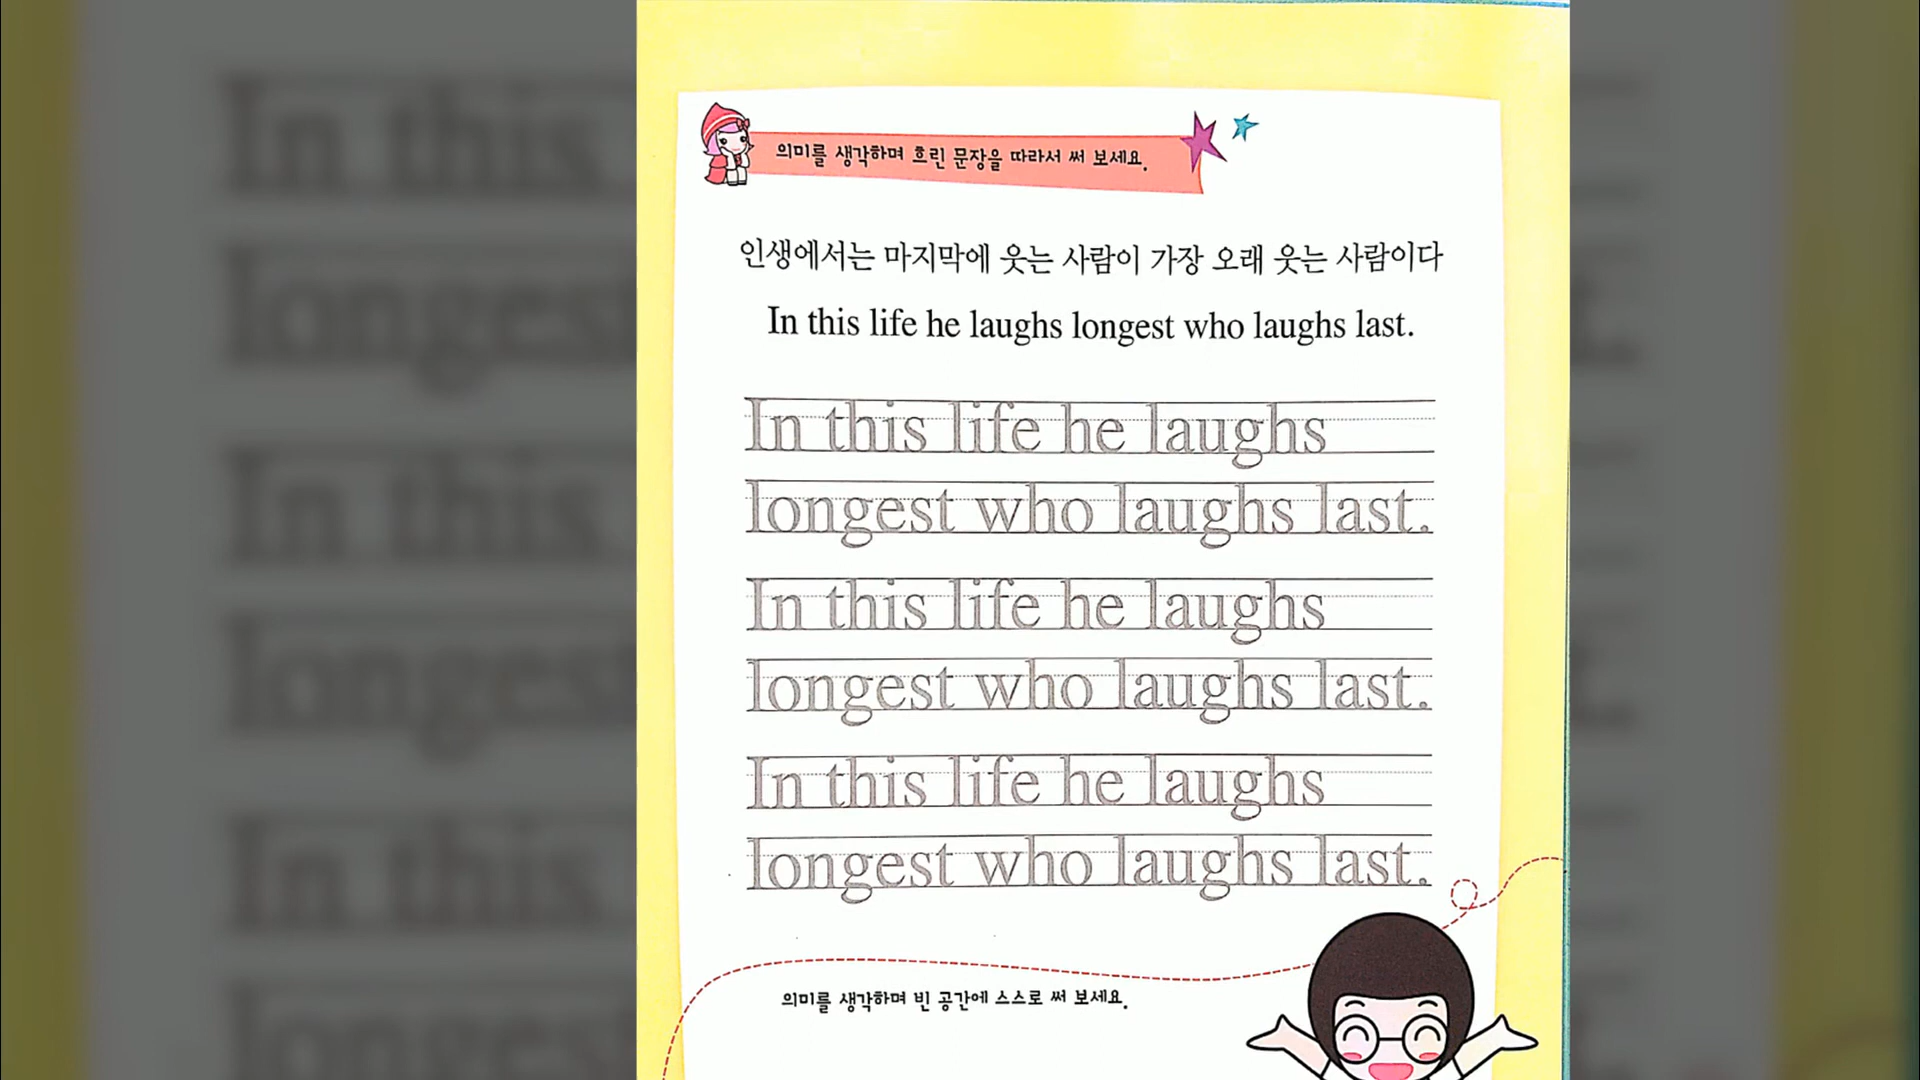 의미를 생각하며 흐린 문장을 따라서 써 보세요.
인생에서는 마지막에 웃는 사람이 가장 오래 웃는 사람이다
In this life he laughs longest who laughs last.
In this life he laughs
longest who laughs last.
In this life he laughs
longest who laughs last.
In this life he laughs
longest who laughs last.
의미를 생각하며 빈 공간에 스스로 써 보세요.